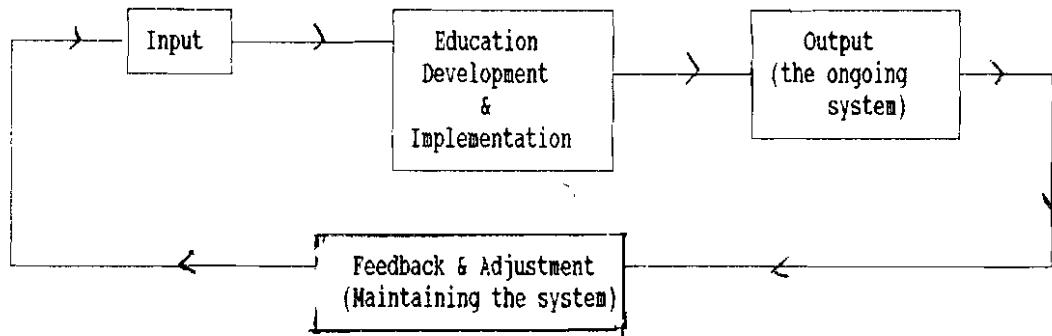 Input
Education
Development
&
Implementation
Output
(the ongoing
system)
Feedback & Adjustment
(Maintaining the system)